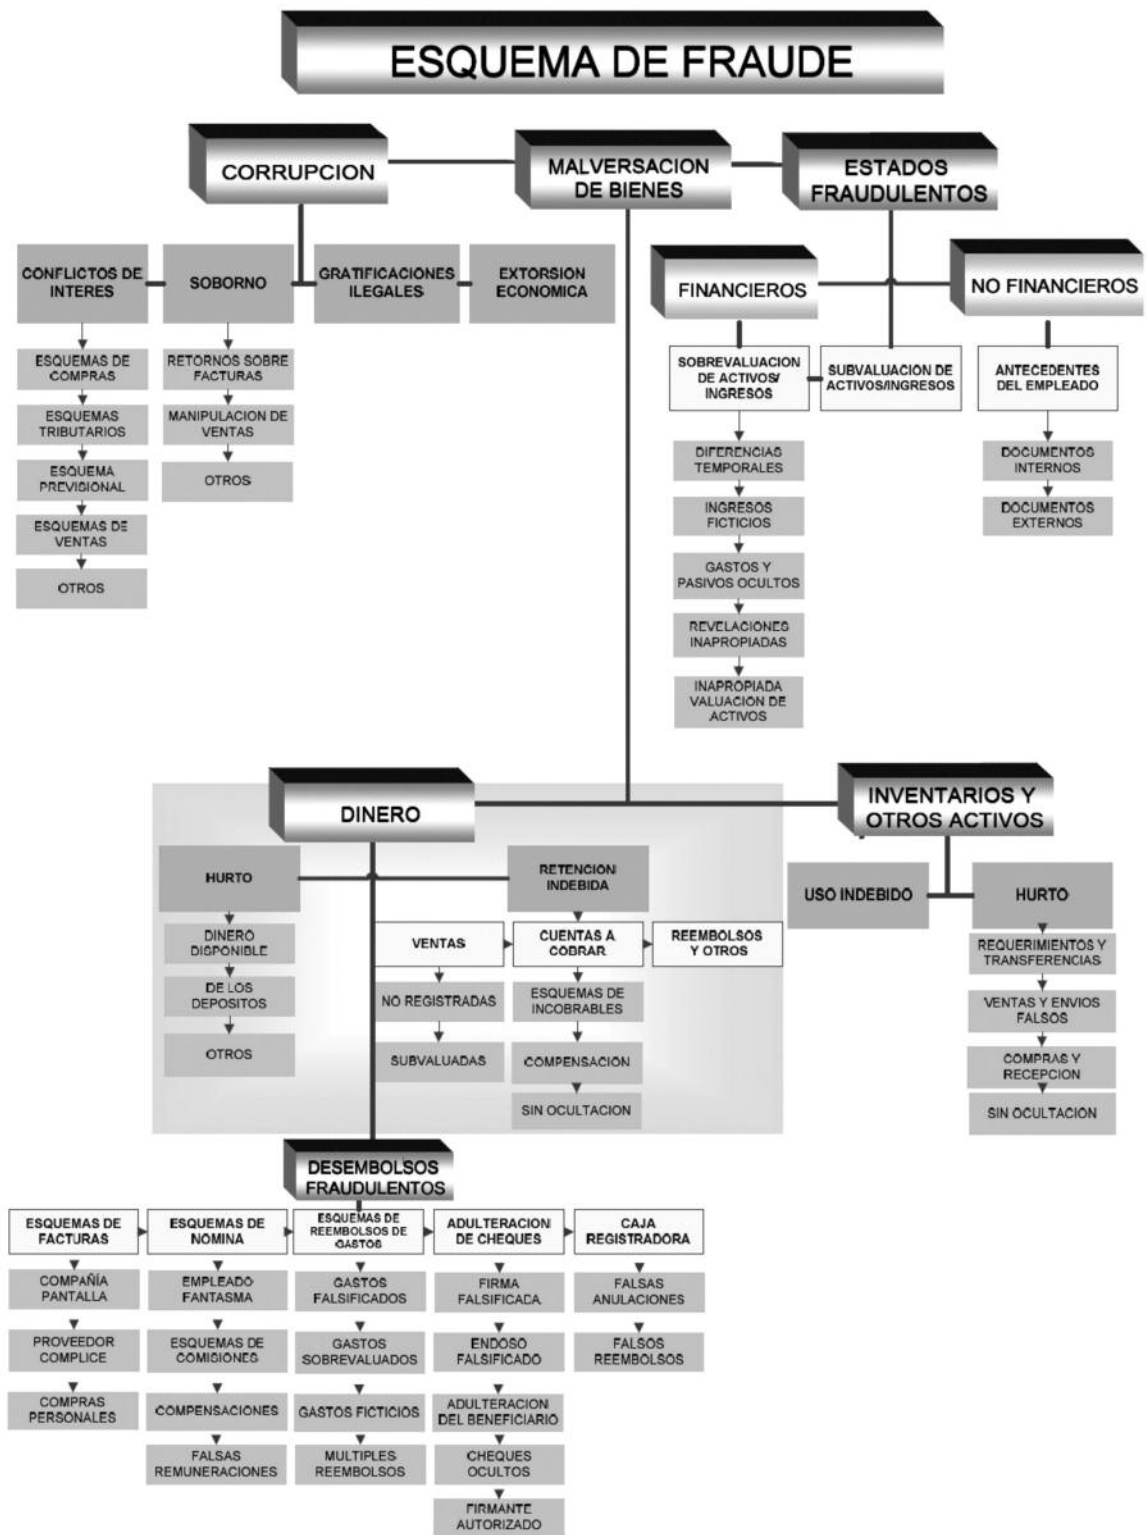 ESQUEMA DE FRAUDE
CORRUPCION
MALVERSACION
DE BIENES
ESTADOS
FRAUDULENTOS
CONFLICTOS DE
INTERES
SOBORNO
GRATIFICACIONES
ILEGALES
EXTORSION
ECONOMICA
ESQUEMAS DE
COMPRAS
ESQUEMAS
TRIBUTARIOS
ESQUEMA
PREVISIONAL
ESQUEMAS DE
VENTAS
OTROS
RETORNOS SOBRE
FACTURAS
MANIPULACION DE
VENTAS
OTROS
FINANCIEROS
NO FINANCIEROS
SOBREVALUACION
DE ACTIVOS/
INGRESOS
SUBVALUACION DE
ACTIVOS/INGRESOS
ANTECEDENTES
DEL EMPLEADO
DIFERENCIAS
TEMPORALES
INGRESOS
FICTICIOS
GASTOS Y
PASIVOS OCULTOS
REVELACIONES
INAPROPIADAS
INAPROPIADA
VALUACION DE
ACTIVOS
DOCUMENTOS
INTERNOS
DOCUMENTOS
EXTERNOS
DINERO
INVENTARIOS Y
OTROS ACTIVOS
HURTO
RETENCION
INDEBIDA
DINERO
DISPONIBLE
DE LOS
DEPOSITOS
OTROS
VENTAS
CUENTAS A
COBRAR
REEMBOLSOS
Y OTROS
NO REGISTRADAS
SUBVALUADAS
ESQUEMAS DE
INCOBRABLES
COMPENSACION
SIN OCULTACION
USO INDEBIDO
HURTO
REQUERIMIENTOS Y
TRANSFERENCIAS
VENTAS Y ENVIOS
FALSOS
COMPRAS Y
RECEPCION
SIN OCULTACION
DESEMBOLSOS
FRAUDULENTOS
ESQUEMAS DE
FACTURAS
ESQUEMAS DE
NOMINA
ESQUEMAS DE
REEMBOLSOS DE
GASTOS
ADULTERACION
DE CHEQUES
CAJA
REGISTRADORA
COMPAÑÍA
PANTALLA
PROVEEDOR
COMPLICE
COMPRAS
PERSONALES
EMPLEADO
FANTASMA
ESQUEMAS DE
COMISIONES
COMPENSACIONES
FALSAS
REMUNERACIONES
GASTOS
FALSIFICADOS
GASTOS
SOBREVALUADOS
GASTOS FICTICIOS
MULTIPLES
REEMBOLSOS
FIRMA
FALSIFICADA
ENDOSO
FALSIFICADO
ADULTERACION
DEL BENEFICIARIO
CHEQUES
OCULTOS
FIRMANTE
AUTORIZADO
FALSAS
ANULACIONES
FALSOS
REEMBOLSOS